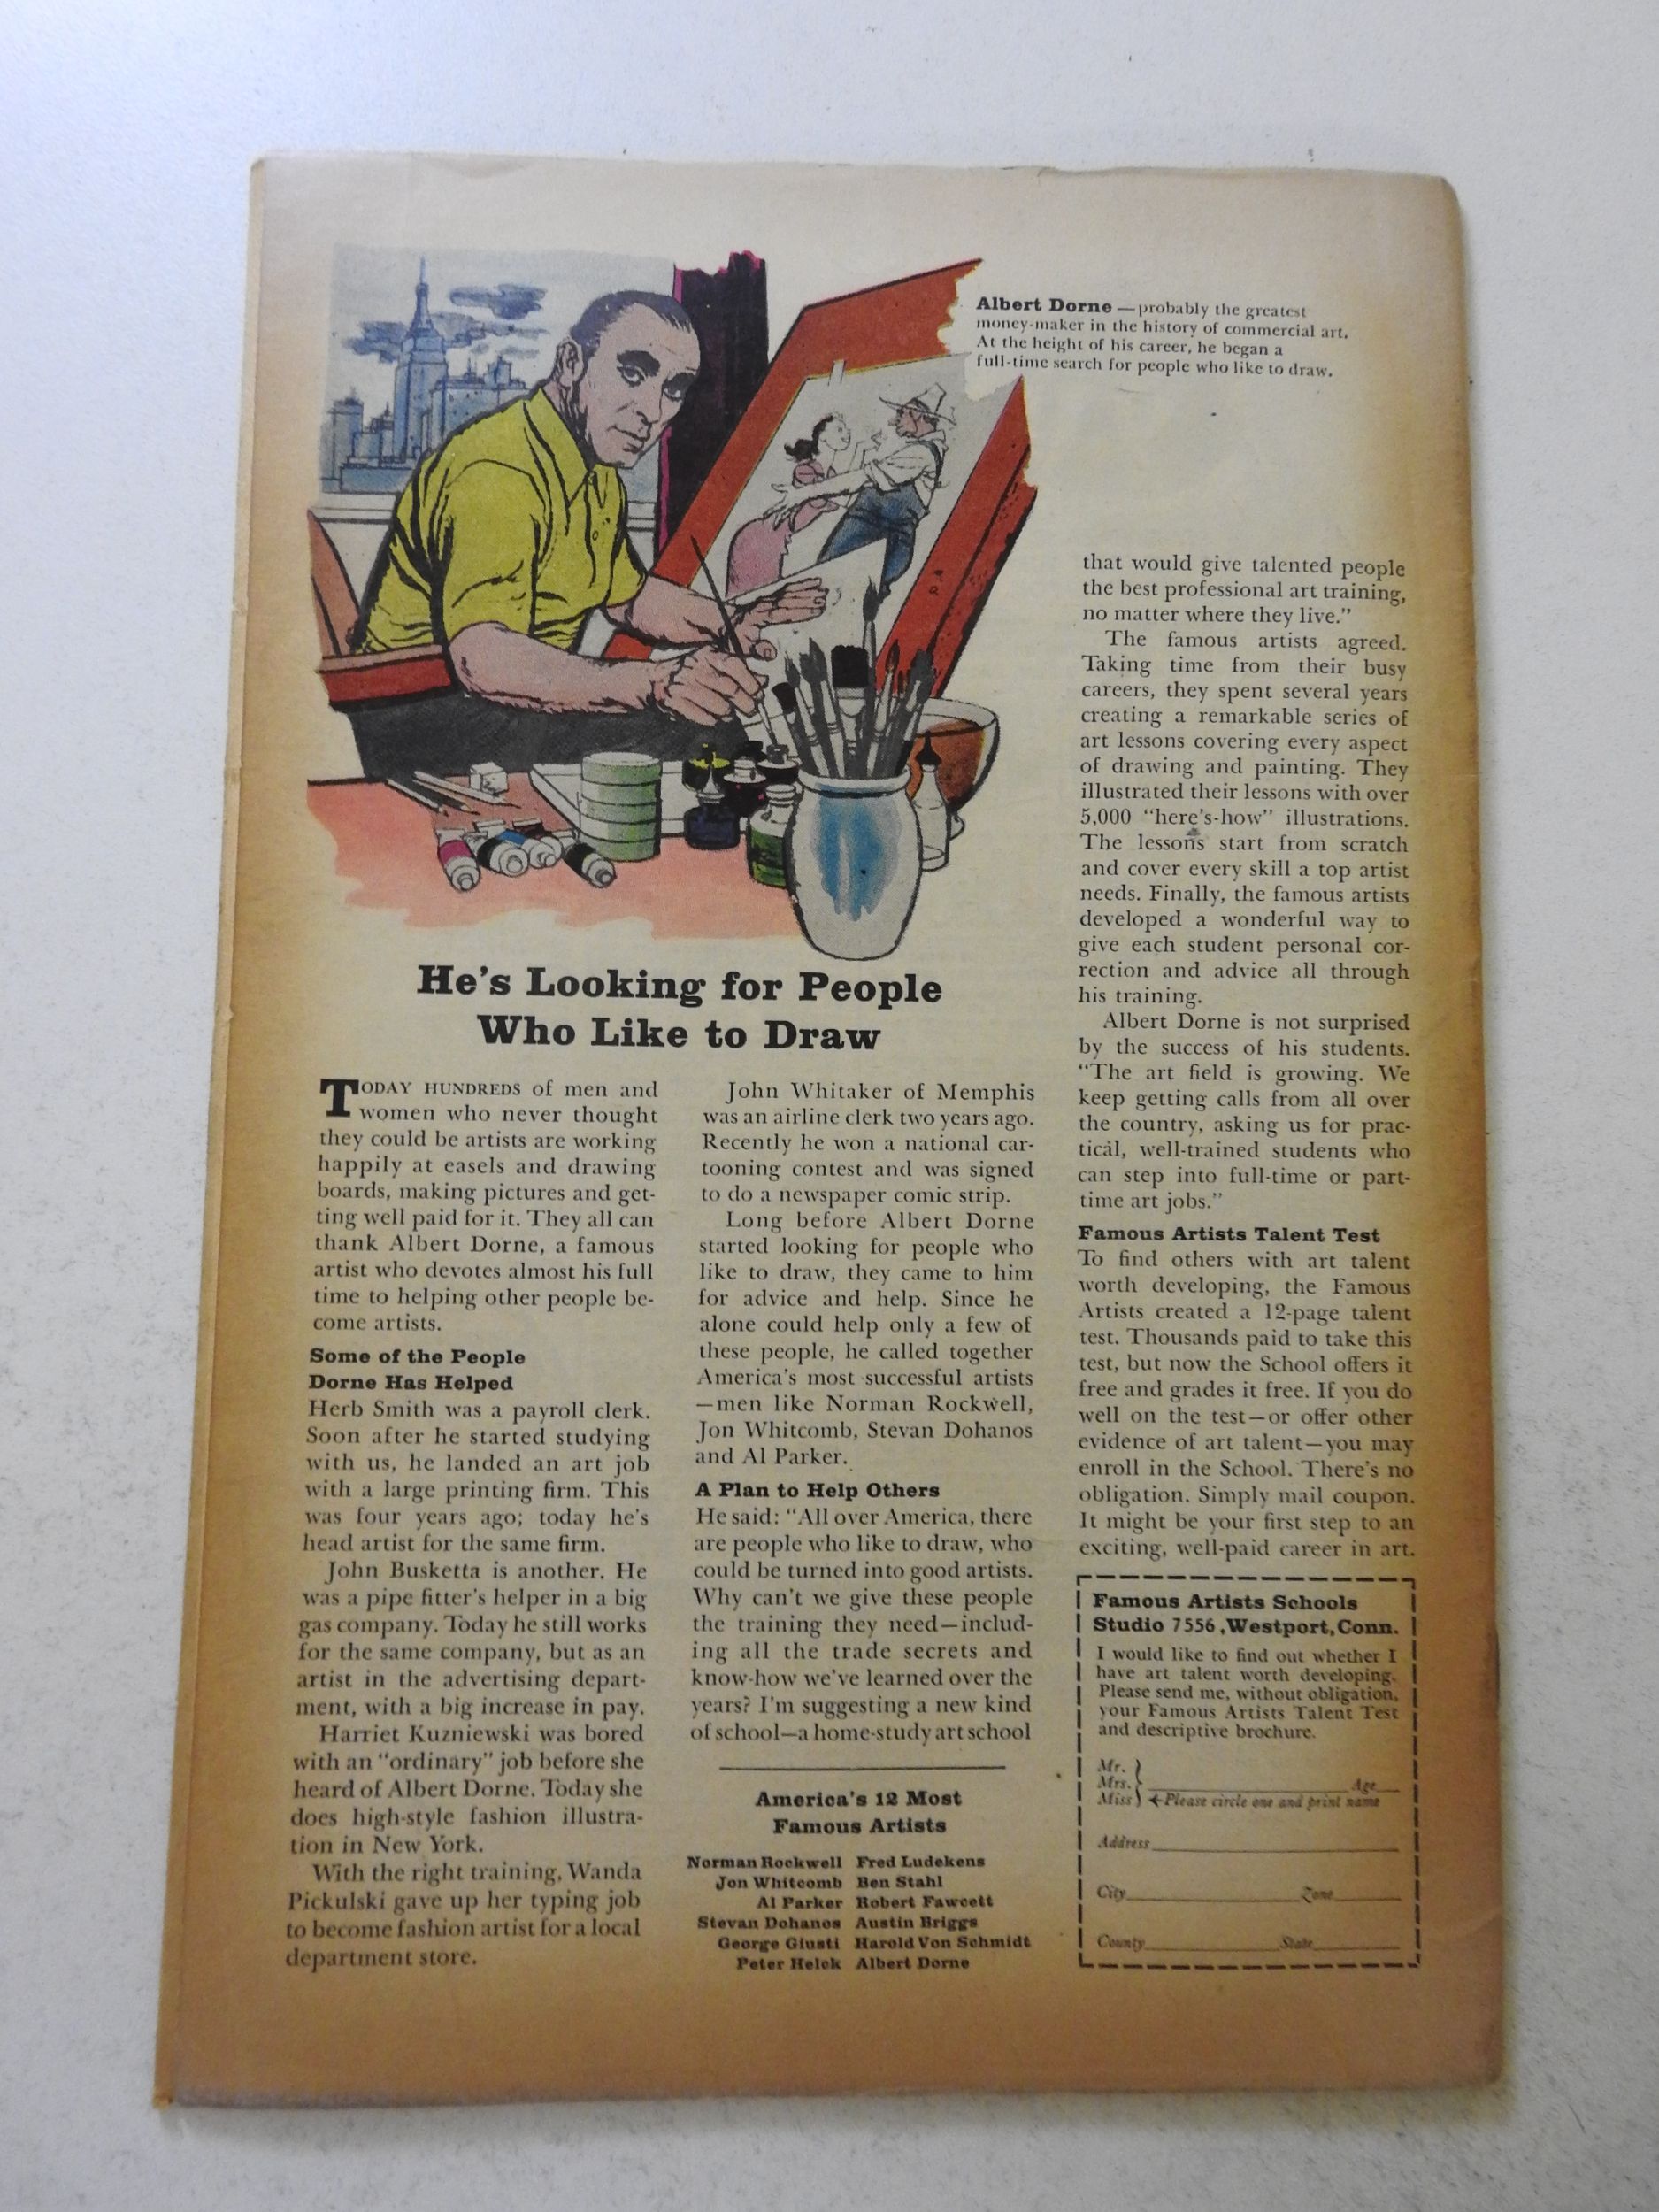 Albert Dorne — probably the greatest
money-maker in the history of commercial art.
At the height of his career, he began a
full-time search for people who like to draw.
He's Looking for People
Who Like to Draw
TODAY HUNDREDS of men and
women who never thought
they could be artists are working
happily at easels and drawing
boards, making pictures and get-
ting well paid for it. They all can
thank Albert Dorne, a famous
artist who devotes almost his full
time to helping other people be-
come artists.
Some of the People
Dorne Has Helped
Herb Smith was a payroll clerk.
Soon after he started studying
with us, he landed an art job
with a large printing firm. This
was four years ago; today he's
head artist for the same firm.
John Busketta is another. He
was a pipe fitter's helper in a big
gas company. Today he still works
for the same company, but as an
artist in the advertising depart-
ment, with a big increase in pay.
Harriet Kuzniewski was bored
with an "ordinary" job before she
heard of Albert Dorne. Today she
does high-style fashion illustra-
tion in New York.
With the right training, Wanda
Pickulski gave up her typing job
to become fashion artist for a local
department store.
John Whitaker of Memphis
was an airline clerk two years ago.
Recently he won a national car-
tooning contest and was signed
to do a newspaper comic strip.
Long before Albert Dorne
started looking for people who
like to draw, they came to him
for advice and help. Since he
alone could help only a few of
these people, he called together
America's most successful artists
—men like Norman Rockwell,
Jon Whitcomb, Stevan Dohanos
and Al Parker.
A Plan to Help Others
He said: "All over America, there
are people who like to draw, who
could be turned into good artists.
Why can't we give these people
the training they need—includ-
ing all the trade secrets and
know-how we've learned over the
years? I'm suggesting a new kind
of school—a home-study art school
America's 12 Most
Famous Artists
Norman Rockwell Fred Ludekens
Jon Whitcomb Ben Stahl
Al Parker Robert Fawcett
Stevan Dohanos Austin Briggs
George Giusti Harold Von Schmidt
Peter Helck Albert Dorne
that would give talented people
the best professional art training,
no matter where they live."
The famous artists agreed.
Taking time from their busy
careers, they spent several years
creating a remarkable series of
art lessons covering every aspect
of drawing and painting. They
illustrated their lessons with over
5,000 "here's-how" illustrations.
The lessons start from scratch
and cover every skill a top artist
needs. Finally, the famous artists
developed a wonderful way to
give each student personal cor-
rection and advice all through
his training.
Albert Dorne is not surprised
by the success of his students.
"The art field is growing. We
keep getting calls from all over
the country, asking us for prac-
tical, well-trained students who
can step into full-time or part-
time art jobs."
Famous Artists Talent Test
To find others with art talent
worth developing, the Famous
Artists created a 12-page talent
test. Thousands paid to take this
test, but now the School offers it
free and grades it free. If you do
well on the test—or offer other
evidence of art talent—you may
enroll in the School. There's no
obligation. Simply mail coupon.
It might be your first step to an
exciting, well-paid career in art.
Famous Artists Schools
Studio 7556, Westport, Conn.
I would like to find out whether I
have art talent worth developing.
Please send me, without obligation,
your Famous Artists Talent Test
and descriptive brochure.
Mr.
Mrs. Age
Miss ←Please circle one and print name
Address
City Zone
County State